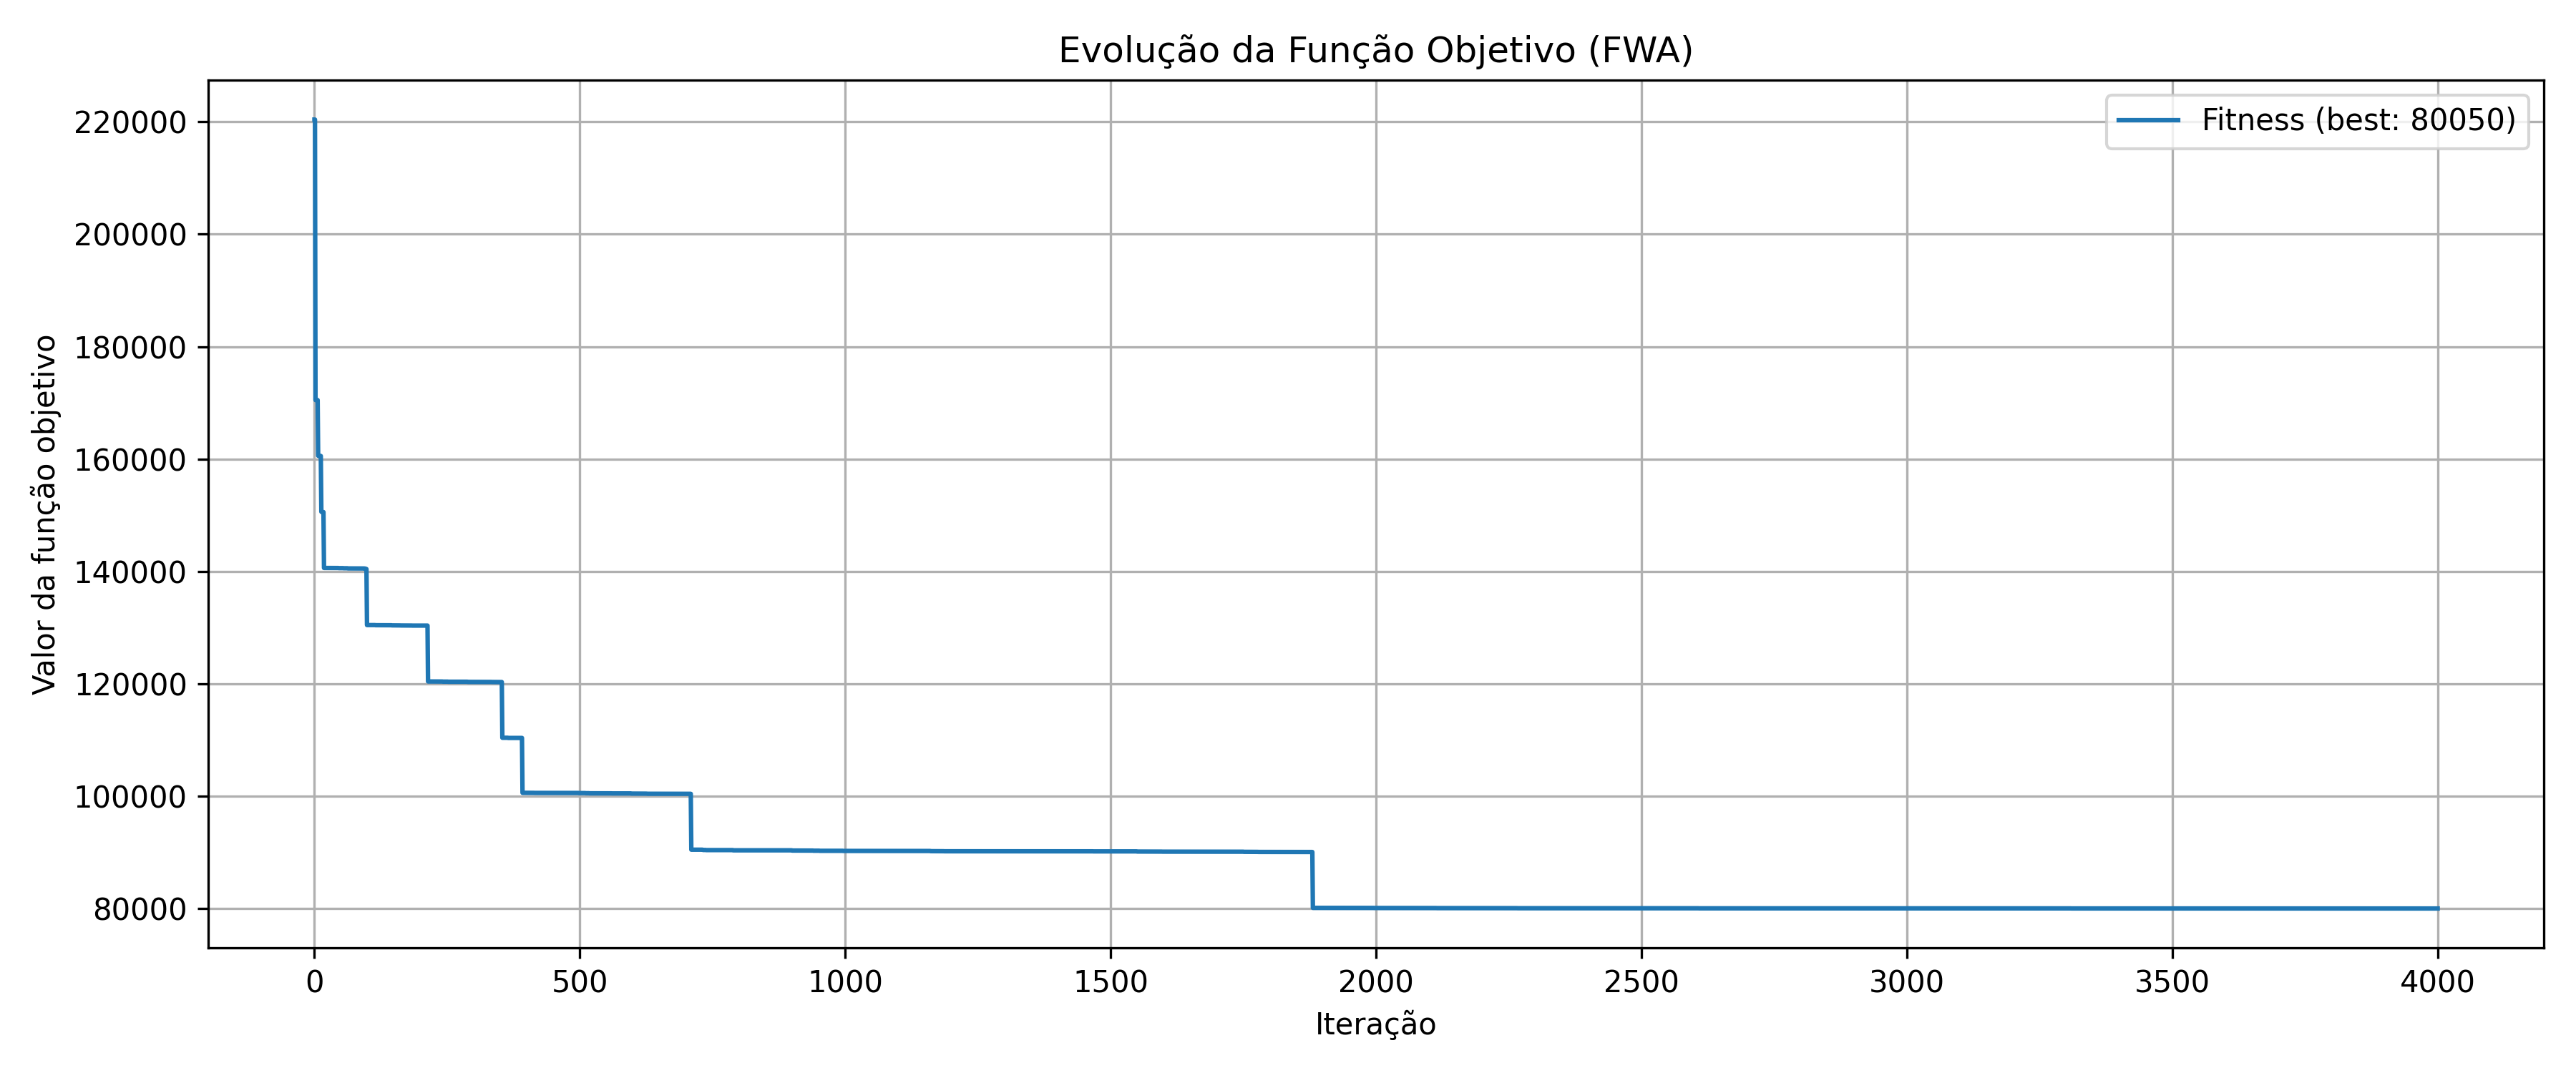 Evolução da Função Objetivo (FWA)
Fitness (best: 80050)
Valor da função objetivo
220000
200000
180000
160000
140000
120000
100000
80000
0 500 1000 1500 2000 2500 3000 3500 4000
Iteração